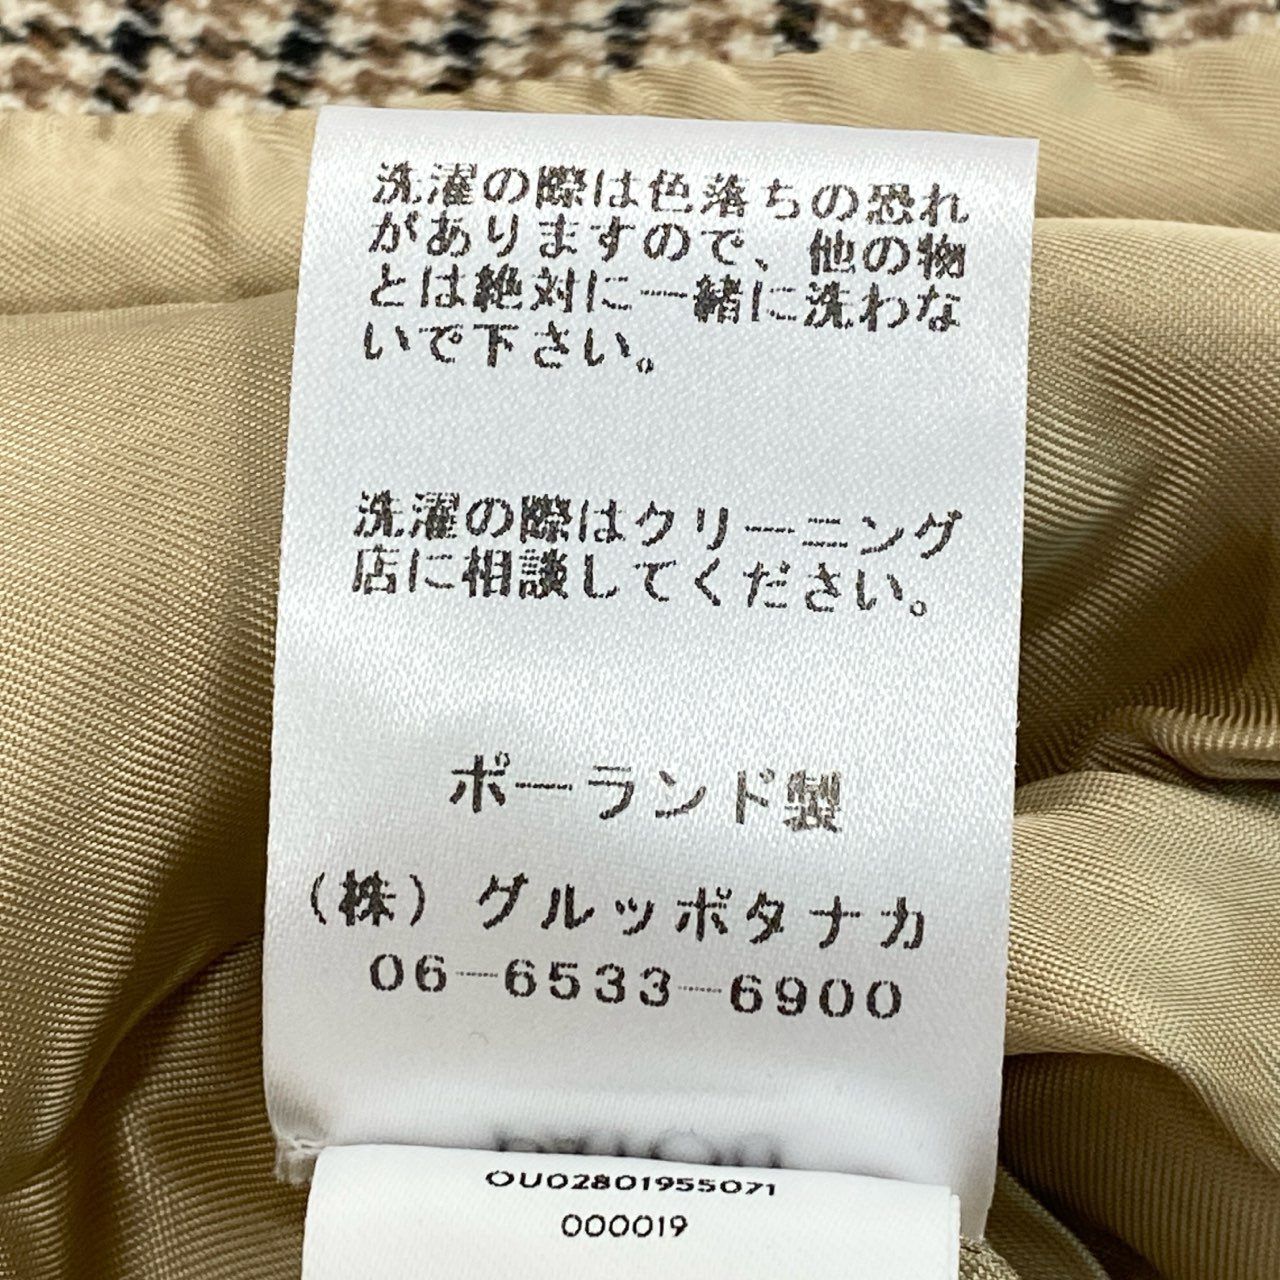 洗濯の際は色落ちの恐れ
がありますので、他の物
とは絶対に一緒に洗わな
いで下さい。
洗濯の際はクリーニング
店に相談してください。
ポーランド製
（株）グルッポタナカ
06-6533-6900
OU02801955071
000019